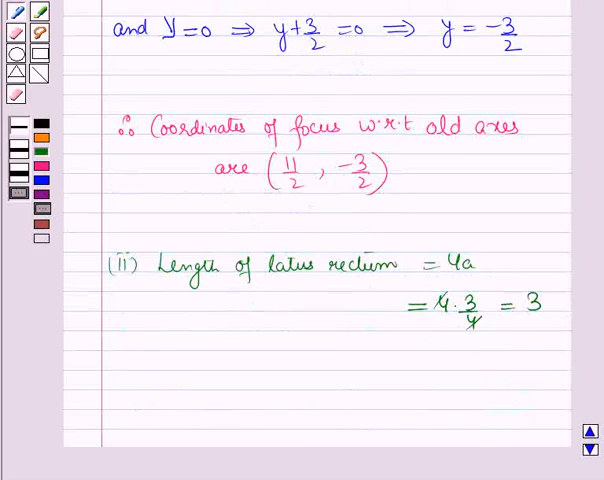 and Y=0 ⇒ y+3/2=0 ⇒ y=-3/2
∴ Coordinates of focus w.r.t old axes
are (11/2, -3/2)
(ii) Length of latus rectum = 4a
= 4·3/4 = 3